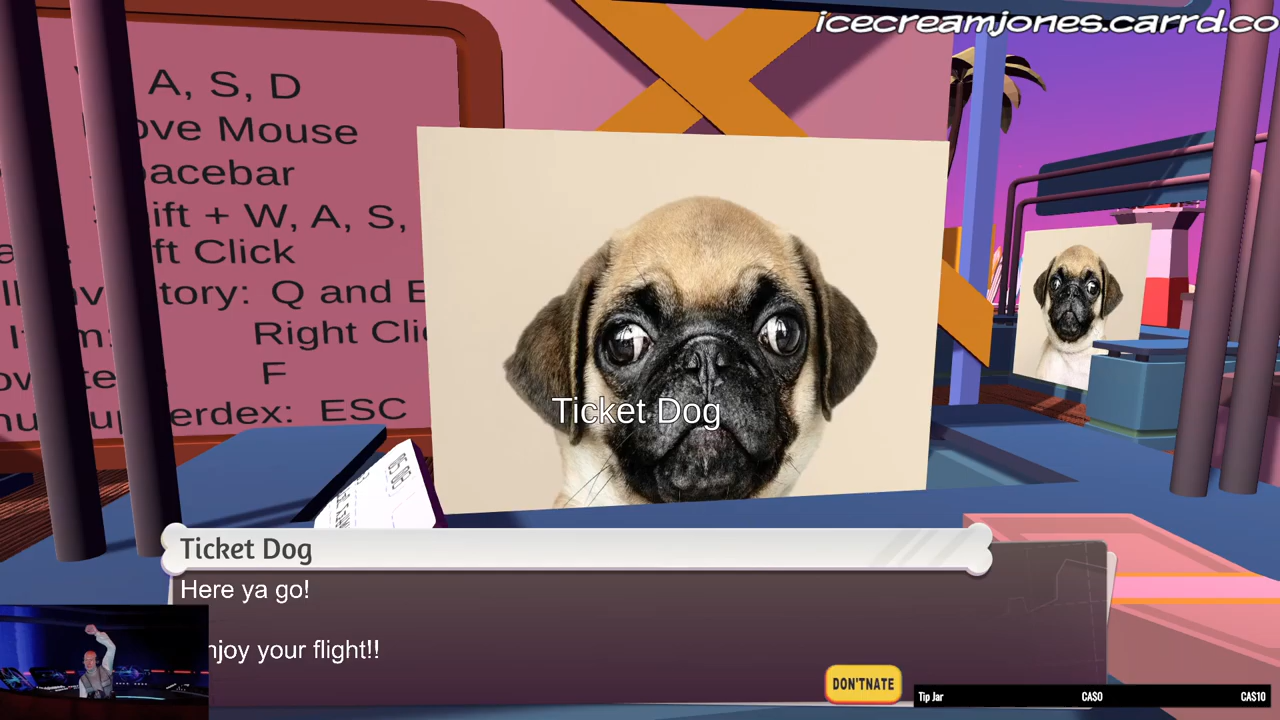 icecreamjones.carrd.co
A, S, D
ove Mouse
acebar
ift + W, A, S,
ft Click
tory: Q and E
Right Clic
F
erdex: ESC
Ticket Dog
Ticket Dog
Here ya go!
njoy your flight!!
DON'TNATE
Tip Jar CA$0 CA$10